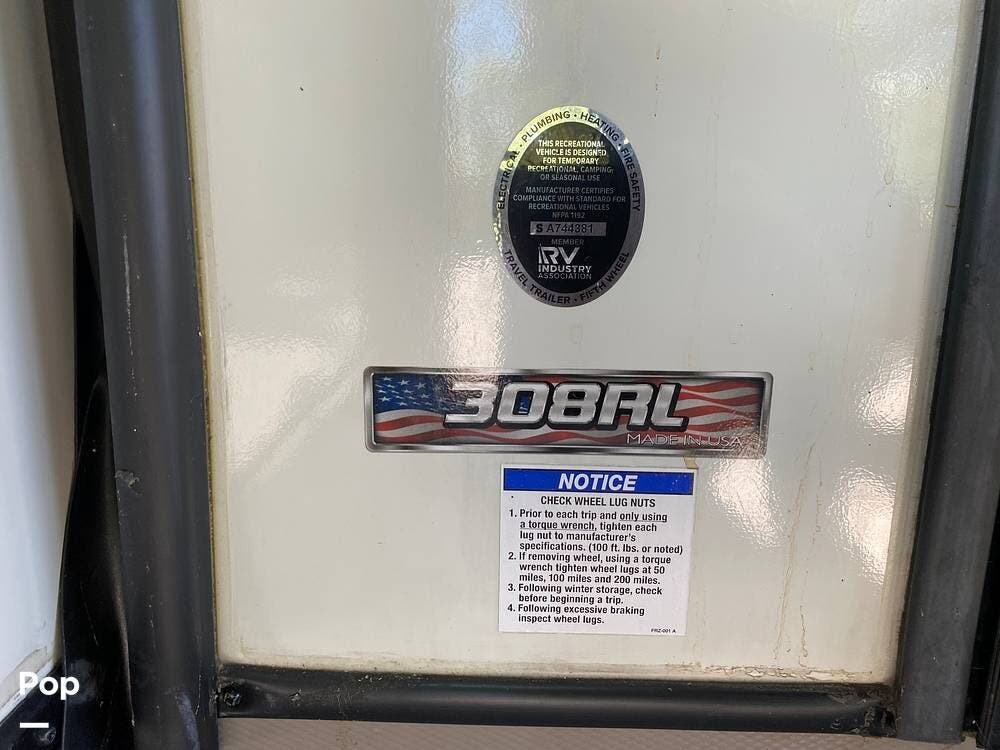 ELECTRICAL • PLUMBING • HEATING • FIRE SAFETY
THIS RECREATIONAL
VEHICLE IS DESIGNED
FOR TEMPORARY
RECREATIONAL, CAMPING,
OR SEASONAL USE
MANUFACTURER CERTIFIES
COMPLIANCE WITH STANDARD FOR
RECREATIONAL VEHICLES
NFPA 1192
S A744381
MEMBER
RV
INDUSTRY
ASSOCIATION
TRAVEL TRAILER • FIFTH WHEEL
308RL
MADE IN USA
NOTICE
CHECK WHEEL LUG NUTS
1. Prior to each trip and only using
a torque wrench, tighten each
lug nut to manufacturer's
specifications. (100 ft. lbs. or noted)
2. If removing wheel, using a torque
wrench tighten wheel lugs at 50
miles, 100 miles and 200 miles.
3. Following winter storage, check
before beginning a trip.
4. Following excessive braking
inspect wheel lugs.
FRZ-001 A
Pop